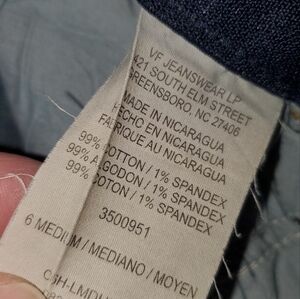 VF JEANSWEAR LP
421 SOUTH ELM STREET
GREENSBORO, NC 27406
MADE IN NICARAGUA
HECHO EN NICARAGUA
FABRIQUE AU NICARAGUA
99% COTTON / 1% SPANDEX
99% ALGODON / 1% SPANDEX
99% COTON / 1% SPANDEX
3500951
6 MEDIUM / MEDIANO / MOYEN